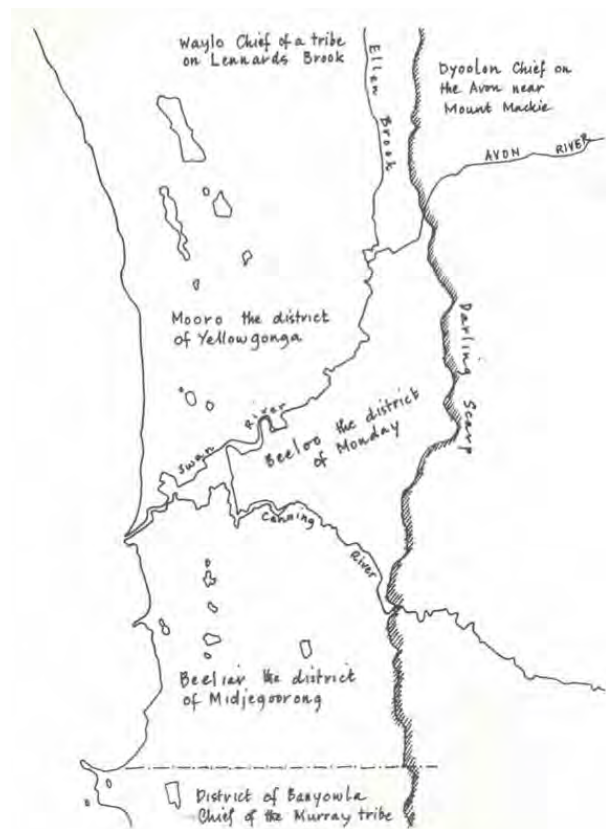 Waylo Chief of a tribe
on Lennards Brook
Ellen Brook
Dyoolon Chief on
the Avon near
Mount Mackie
AVON RIVER
Mooro the district
of Yellowgonga
Darling Scarp
Swan River
Beeloo the district
of Monday
Canning River
Beeliar the district
of Midjegoorong
District of Banyowla
Chief of the Murray tribe